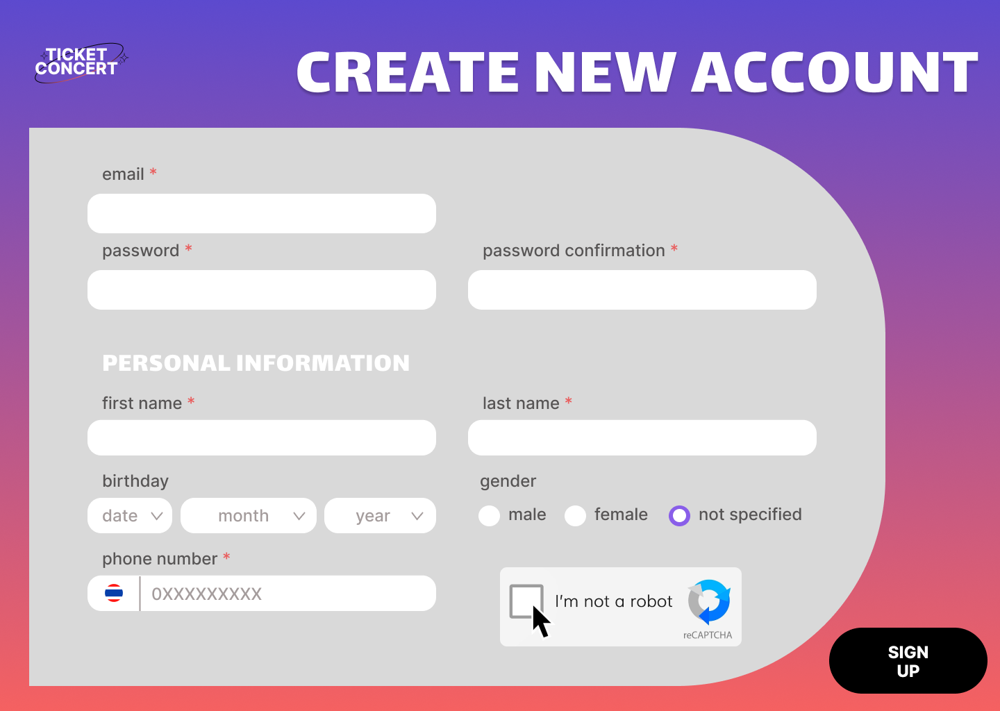 TICKET
CONCERT
CREATE NEW ACCOUNT
email *
password *
password confirmation *
PERSONAL INFORMATION
first name *
last name *
birthday
gender
date
month
year
male
female
not specified
phone number *
0XXXXXXXXX
I'm not a robot
reCAPTCHA
SIGN
UP